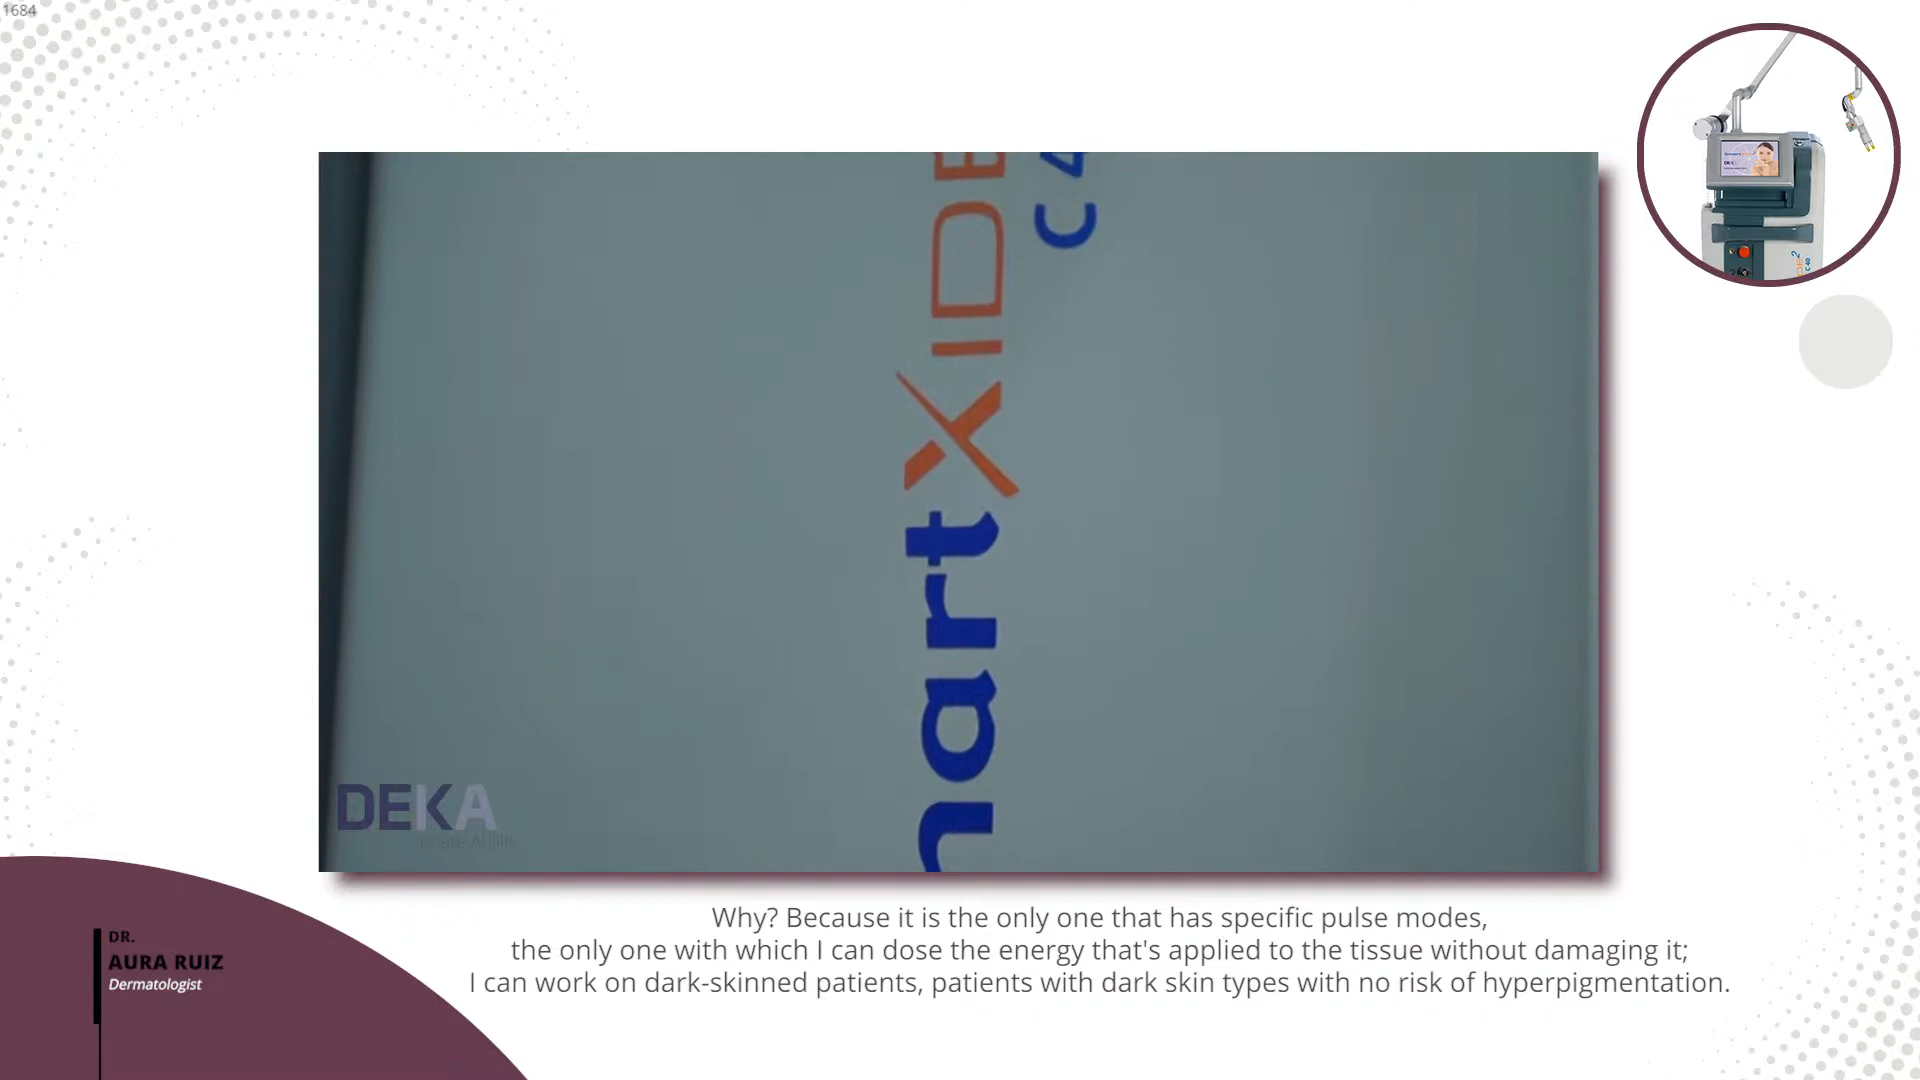 1684
martXIDE
C 4
DEKA
Why? Because it is the only one that has specific pulse modes,
the only one with which I can dose the energy that's applied to the tissue without damaging it;
I can work on dark-skinned patients, patients with dark skin types with no risk of hyperpigmentation.
DR.
AURA RUIZ
Dermatologist